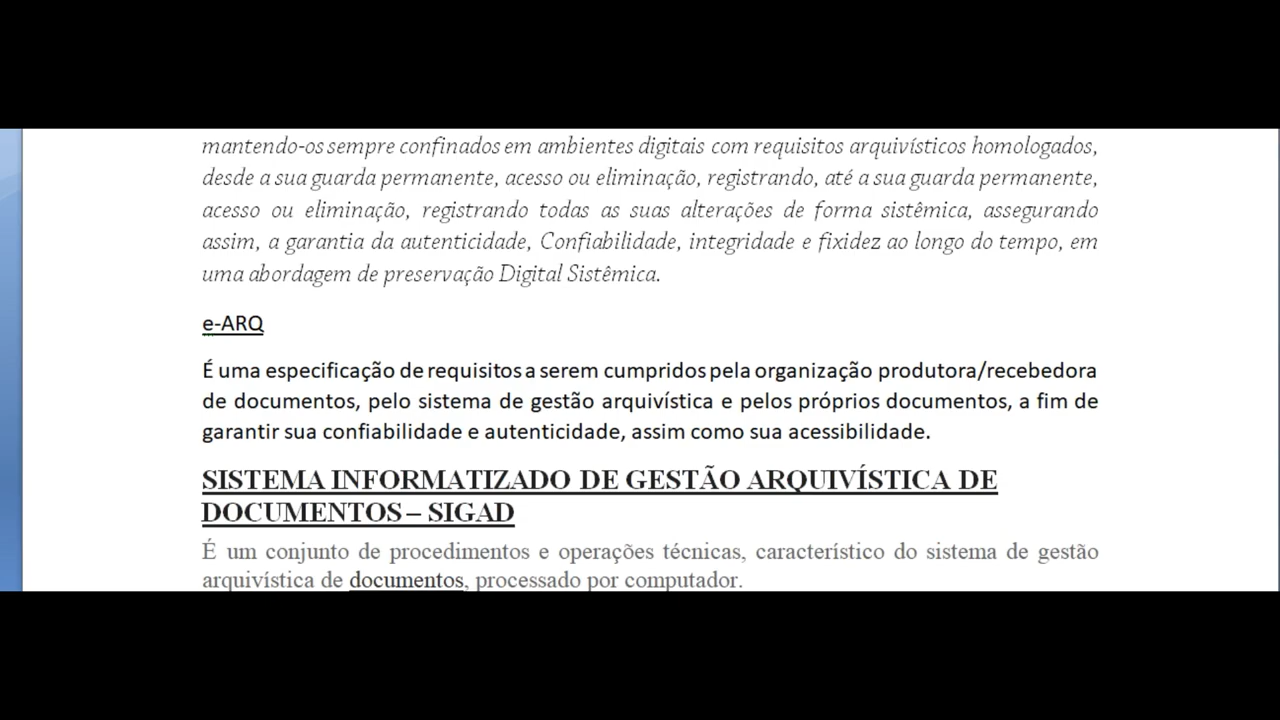 mantendo-os sempre confinados em ambientes digitais com requisitos arquivísticos homologados,
desde a sua guarda permanente, acesso ou eliminação, registrando, até a sua guarda permanente,
acesso ou eliminação, registrando todas as suas alterações de forma sistêmica, assegurando
assim, a garantia da autenticidade, Confiabilidade, integridade e fixidez ao longo do tempo, em
uma abordagem de preservação Digital Sistêmica.
e-ARQ
É uma especificação de requisitos a serem cumpridos pela organização produtora/recebedora
de documentos, pelo sistema de gestão arquivística e pelos próprios documentos, a fim de
garantir sua confiabilidade e autenticidade, assim como sua acessibilidade.
SISTEMA INFORMATIZADO DE GESTÃO ARQUIVÍSTICA DE
DOCUMENTOS – SIGAD
É um conjunto de procedimentos e operações técnicas, característico do sistema de gestão
arquivística de documentos, processado por computador.